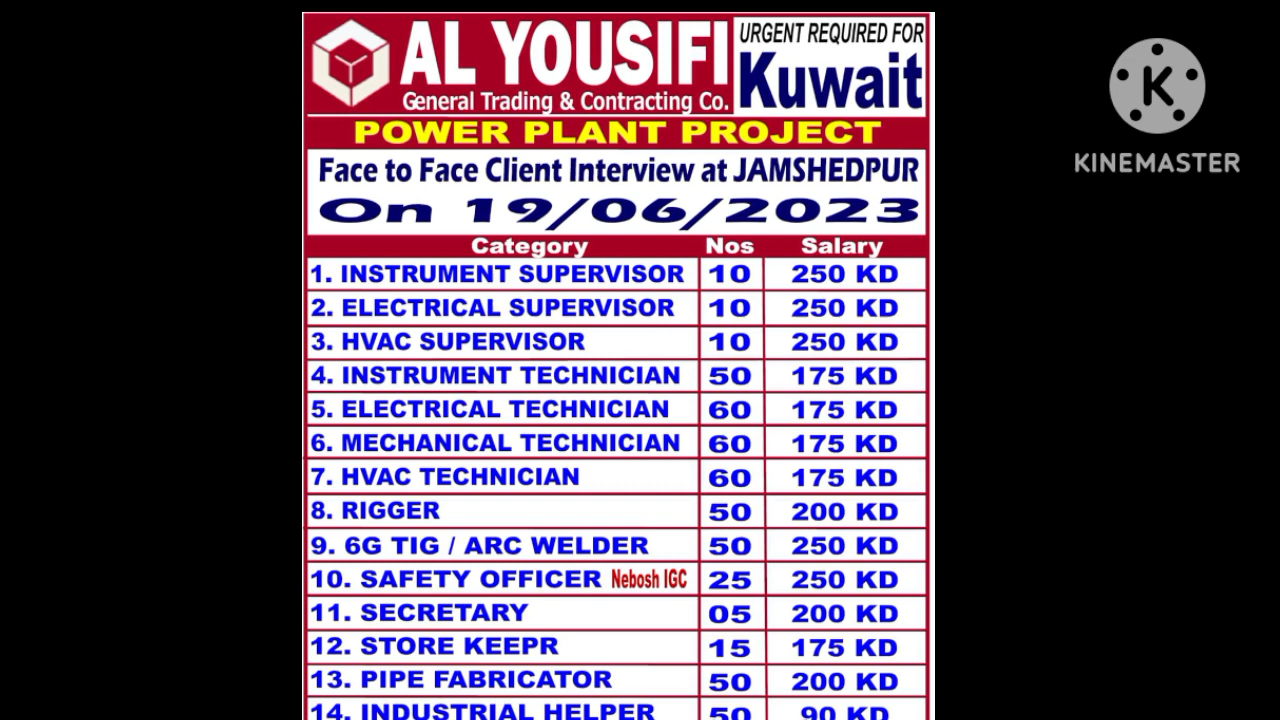 AL YOUSIFI
General Trading & Contracting Co.
URGENT REQUIRED FOR
Kuwait
POWER PLANT PROJECT
Face to Face Client Interview at JAMSHEDPUR
On 19/06/2023
Category Nos Salary
1. INSTRUMENT SUPERVISOR 10 250 KD
2. ELECTRICAL SUPERVISOR 10 250 KD
3. HVAC SUPERVISOR 10 250 KD
4. INSTRUMENT TECHNICIAN 50 175 KD
5. ELECTRICAL TECHNICIAN 60 175 KD
6. MECHANICAL TECHNICIAN 60 175 KD
7. HVAC TECHNICIAN 60 175 KD
8. RIGGER 50 200 KD
9. 6G TIG / ARC WELDER 50 250 KD
10. SAFETY OFFICER Nebosh IGC 25 250 KD
11. SECRETARY 05 200 KD
12. STORE KEEPR 15 175 KD
13. PIPE FABRICATOR 50 200 KD
14. INDUSTRIAL HELPER 50 90 KD
K
KINEMASTER